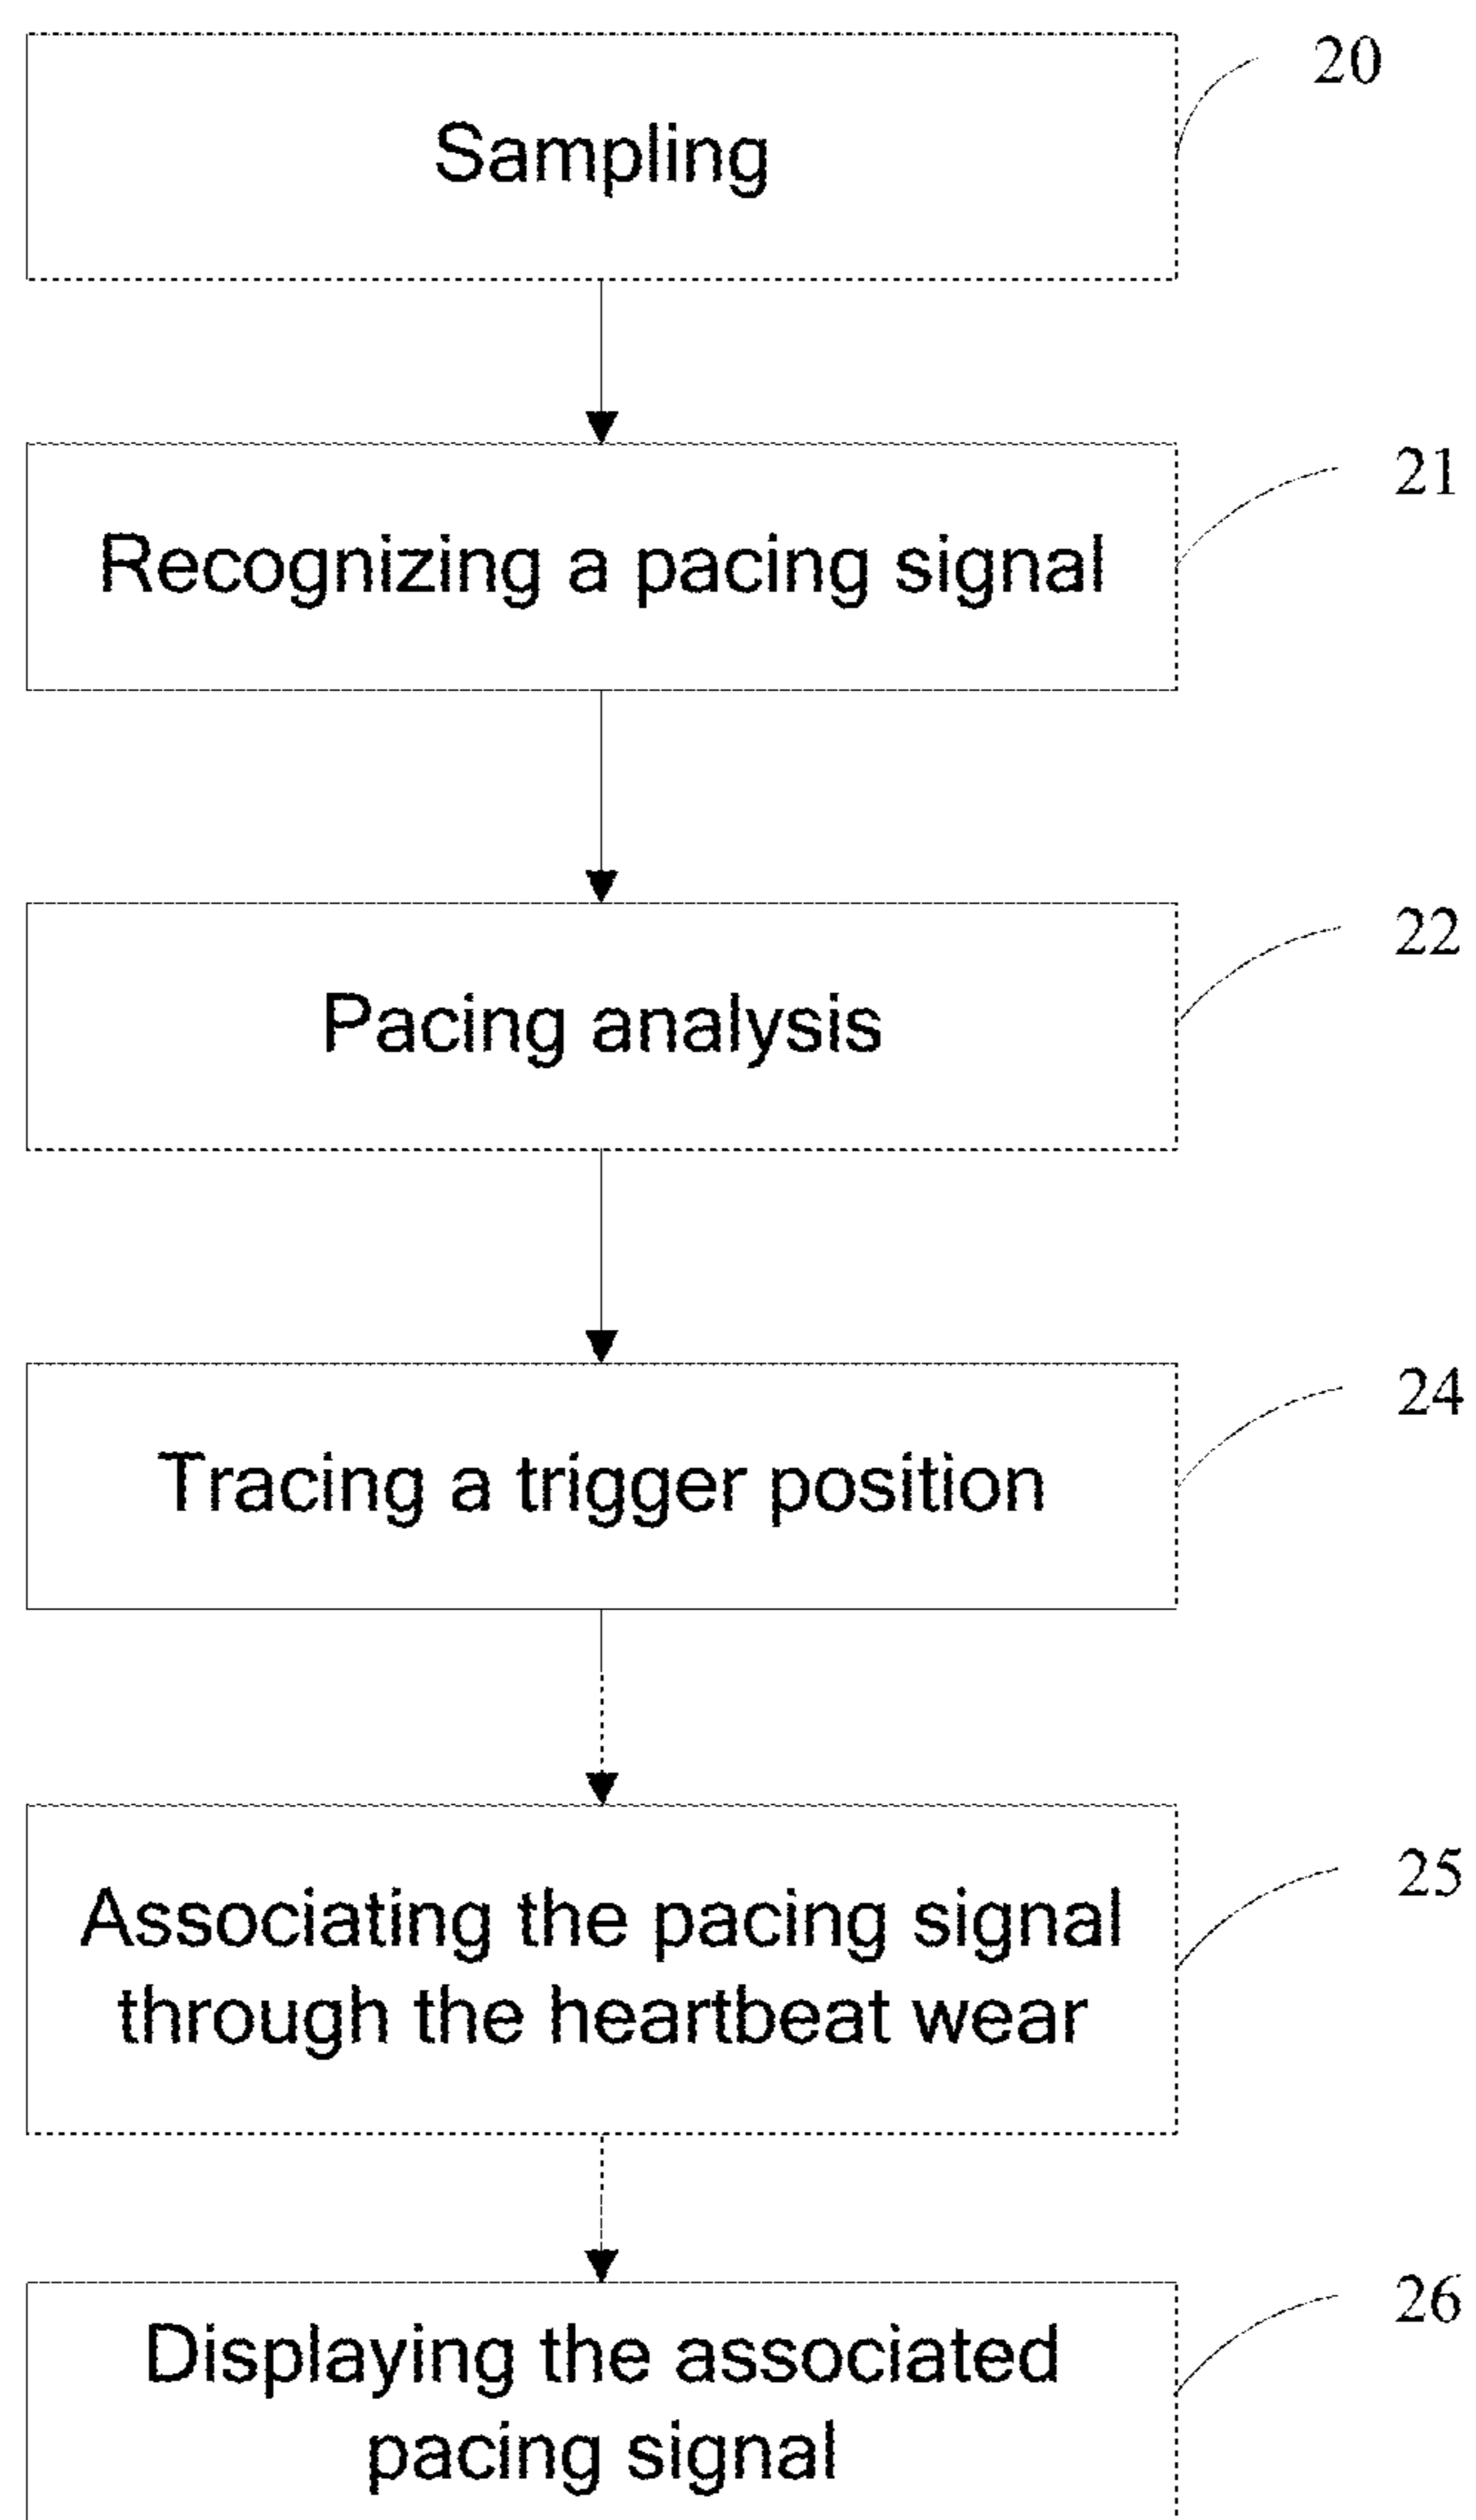 Sampling
20
Recognizing a pacing signal
21
Pacing analysis
22
Tracing a trigger position
24
Associating the pacing signal
through the heartbeat wear
25
Displaying the associated
pacing signal
26